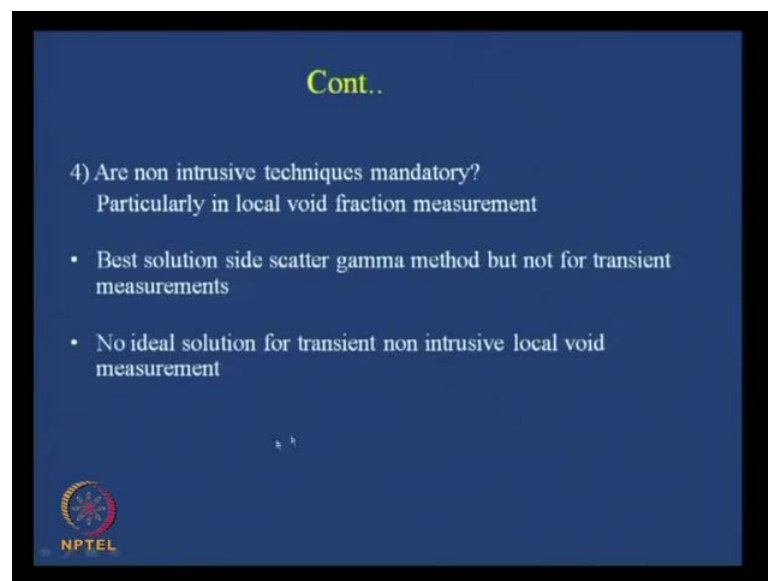 Cont..
4) Are non intrusive techniques mandatory?
Particularly in local void fraction measurement
• Best solution side scatter gamma method but not for transient
measurements
• No ideal solution for transient non intrusive local void
measurement
NPTEL